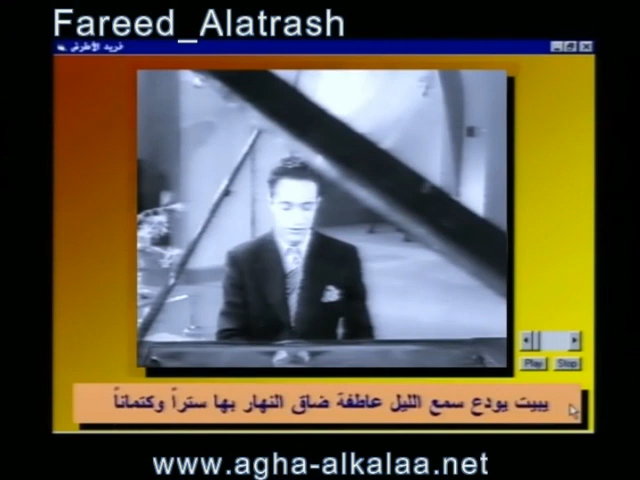 Fareed_Alatrash
فريد الأطرش
Play Stop
يبيت يودع سمع الليل عاطفة ضاق النهار بها ستراً وكتماناً
www.agha-alkalaa.net